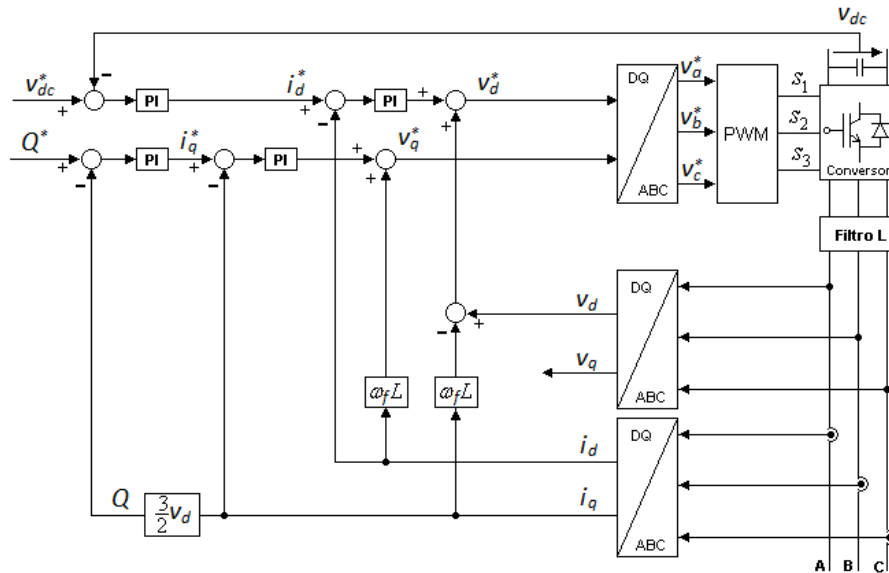 v_dc
v*_dc
−
+
PI
i*_d
+
−
PI
+
+
v*_d
DQ
ABC
v*_a
v*_b
v*_c
PWM
S_1
S_2
S_3
Conversor
Q*
+
−
PI
i*_q
+
−
PI
+
+
v*_q
Filtro L
−
+
v_d
v_q
DQ
ABC
ω_f L
ω_f L
i_d
i_q
DQ
ABC
Q
3/2 v_d
A B C